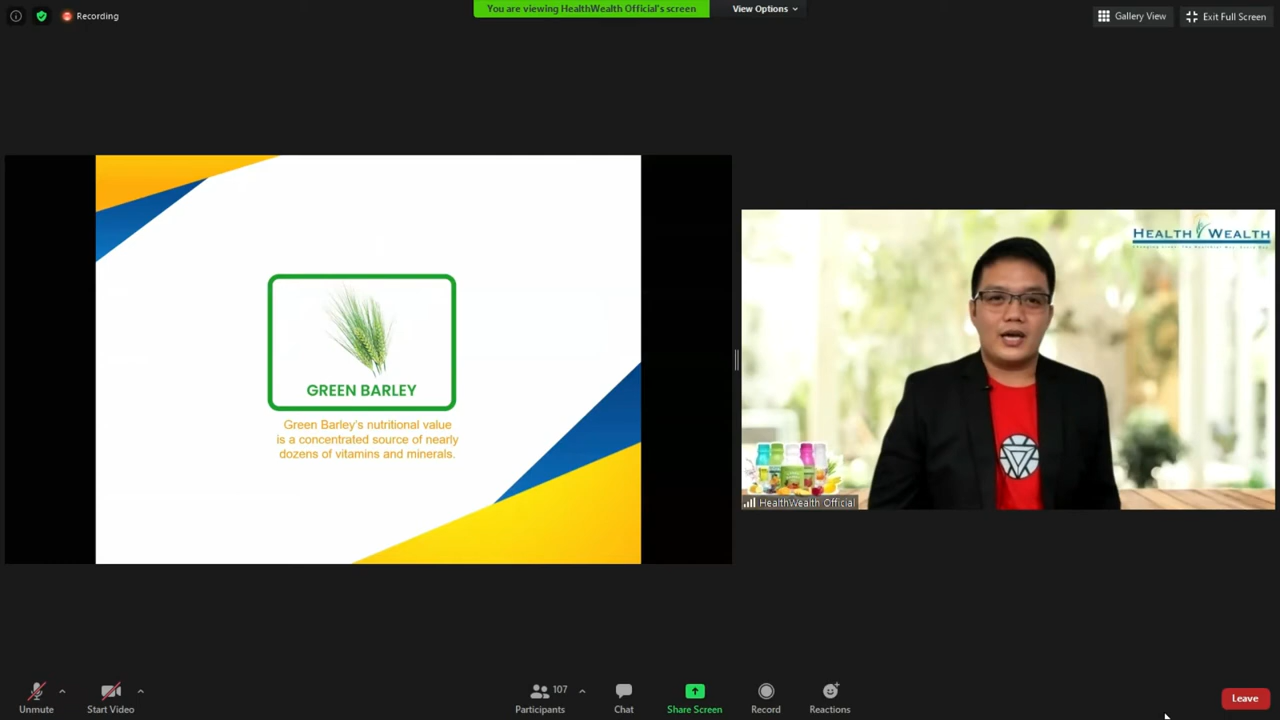 Recording
You are viewing HealthWealth Official's screen
View Options
Gallery View
Exit Full Screen
GREEN BARLEY
Green Barley's nutritional value
is a concentrated source of nearly
dozens of vitamins and minerals.
HEALTH WEALTH
HealthWealth Official
Unmute
Start Video
107
Participants
Chat
Share Screen
Record
Reactions
Leave